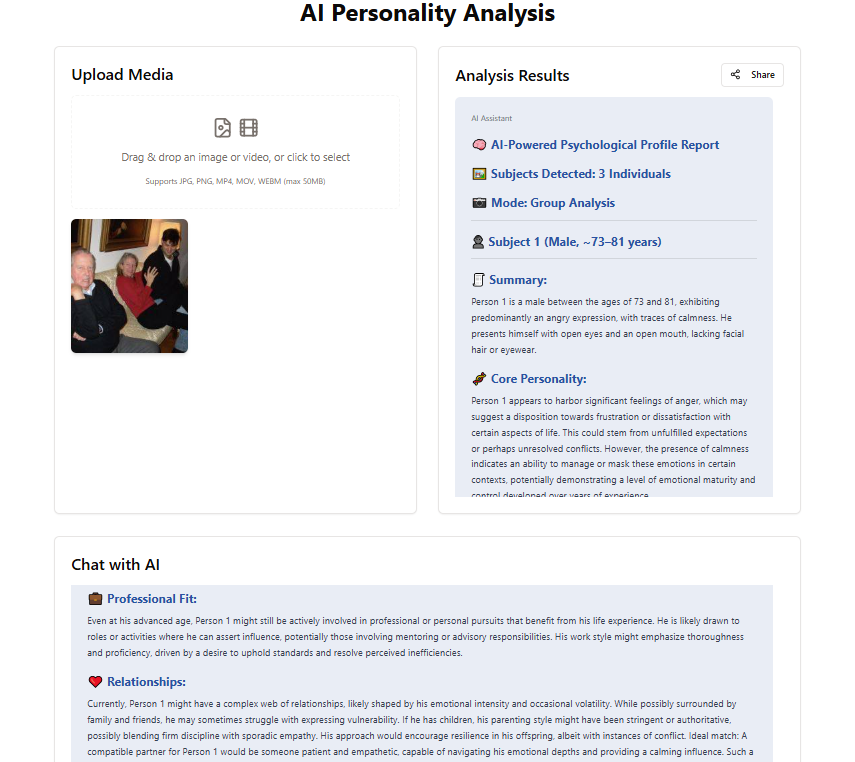 AI Personality Analysis
Upload Media
Drag & drop an image or video, or click to select
Supports JPG, PNG, MP4, MOV, WEBM (max 50MB)
Analysis Results
Share
AI Assistant
AI-Powered Psychological Profile Report
Subjects Detected: 3 Individuals
Mode: Group Analysis
Subject 1 (Male, ~73–81 years)
Summary:
Person 1 is a male between the ages of 73 and 81, exhibiting
predominantly an angry expression, with traces of calmness. He
presents himself with open eyes and an open mouth, lacking facial
hair or eyewear.
Core Personality:
Person 1 appears to harbor significant feelings of anger, which may
suggest a disposition towards frustration or dissatisfaction with
certain aspects of life. This could stem from unfulfilled expectations
or perhaps unresolved conflicts. However, the presence of calmness
indicates an ability to manage or mask these emotions in certain
contexts, potentially demonstrating a level of emotional maturity and
control developed over years of experience.
Chat with AI
Professional Fit:
Even at his advanced age, Person 1 might still be actively involved in professional or personal pursuits that benefit from his life experience. He is likely drawn to
roles or activities where he can assert influence, potentially those involving mentoring or advisory responsibilities. His work style might emphasize thoroughness
and proficiency, driven by a desire to uphold standards and resolve perceived inefficiencies.
Relationships:
Currently, Person 1 might have a complex web of relationships, likely shaped by his emotional intensity and occasional volatility. While possibly surrounded by
family and friends, he may sometimes struggle with expressing vulnerability. If he has children, his parenting style might have been stringent or authoritative,
possibly blending firm discipline with sporadic empathy. His approach would encourage resilience in his offspring, albeit with instances of conflict. Ideal match: A
compatible partner for Person 1 would be someone patient and empathetic, capable of navigating his emotional depths and providing a calming influence. Such a